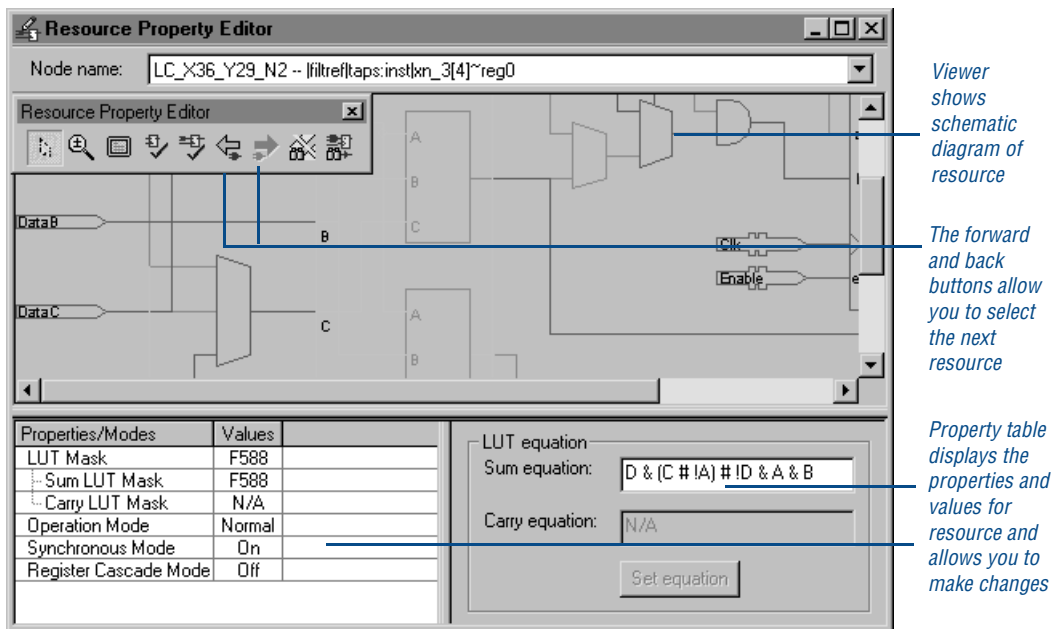 Resource Property Editor
Node name: LC_X36_Y29_N2 -- |filtref|taps:inst|xn_3[4]~reg0
Resource Property Editor
A
B
C
DataB
B
Clk
Enable
e
DataC
C
A
B
Viewer
shows
schematic
diagram of
resource
The forward
and back
buttons allow
you to select
the next
resource
Properties/Modes Values
LUT Mask F588
Sum LUT Mask F588
Carry LUT Mask N/A
Operation Mode Normal
Synchronous Mode On
Register Cascade Mode Off
LUT equation
Sum equation: D & (C # !A) # !D & A & B
Carry equation: N/A
Set equation
Property table
displays the
properties and
values for
resource and
allows you to
make changes